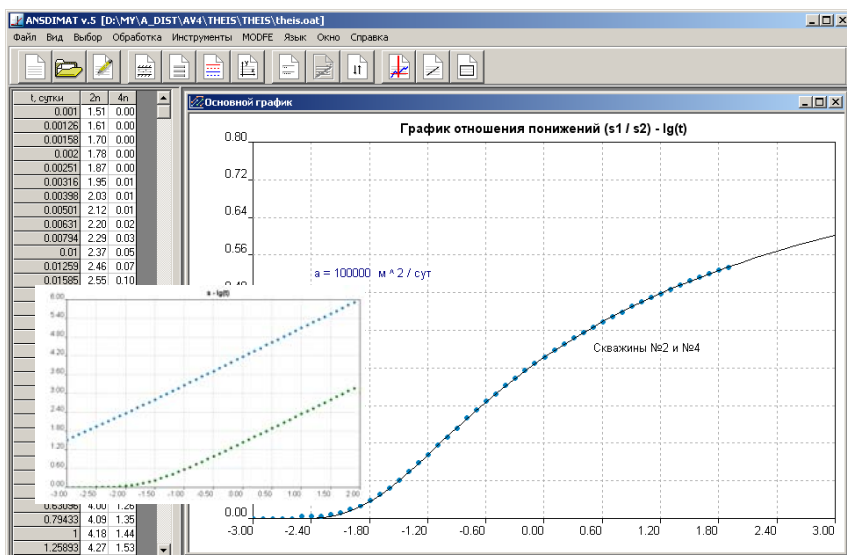 ANSDIMAT v.5 [D:\MY\A_DIST\AV4\THEIS\THEIS\theis.oat]
Файл Вид Выбор Обработка Инструменты MODFE Язык Окно Справка
t, сутки 2n 4n
0.001 1.51 0.00
0.00126 1.61 0.00
0.00158 1.70 0.00
0.002 1.78 0.00
0.00251 1.87 0.00
0.00316 1.95 0.01
0.00398 2.03 0.01
0.00501 2.12 0.01
0.00631 2.20 0.02
0.00794 2.29 0.03
0.01 2.37 0.05
0.01259 2.46 0.07
0.01585 2.55 0.10
0.79433 4.09 1.35
1 4.18 1.44
1.25893 4.27 1.53
Основной график
График отношения понижений (s1 / s2) - lg(t)
0.80
0.72
0.64
0.56
a = 100000 м ^ 2 / сут
Скважины №2 и №4
0.00
-3.00 -2.40 -1.80 -1.20 -0.60 0.00 0.60 1.20 1.80 2.40 3.00
s - lg(t)
6.00
5.40
4.80
4.20
3.60
3.00
2.40
1.80
1.20
0.60
0.00
-3.00 -2.50 -2.00 -1.50 -1.00 -0.50 0.00 0.50 1.00 1.50 2.00